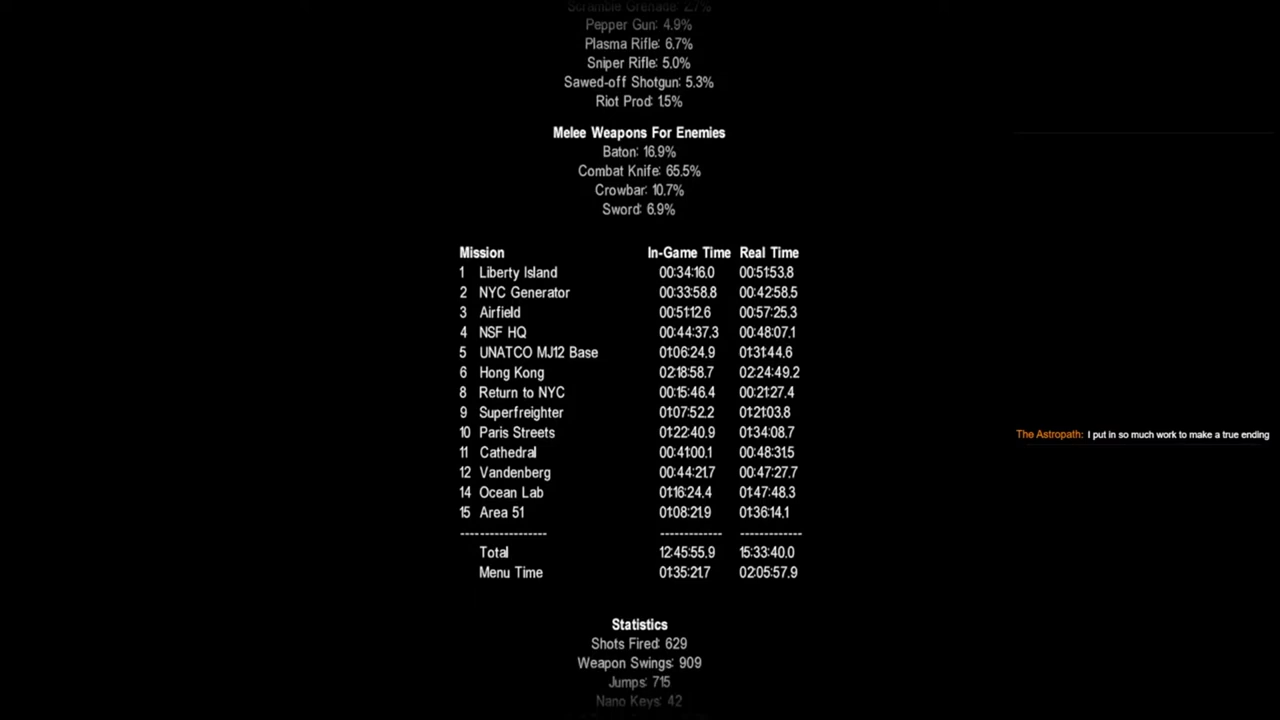 Scramble Grenade: 2.7%
Pepper Gun: 4.9%
Plasma Rifle: 6.7%
Sniper Rifle: 5.0%
Sawed-off Shotgun: 5.3%
Riot Prod: 1.5%
Melee Weapons For Enemies
Baton: 16.9%
Combat Knife: 65.5%
Crowbar: 10.7%
Sword: 6.9%
Mission In-Game Time Real Time
1 Liberty Island 00:34:16.0 00:51:53.8
2 NYC Generator 00:33:58.8 00:42:58.5
3 Airfield 00:51:12.6 00:57:25.3
4 NSF HQ 00:44:37.3 00:48:07.1
5 UNATCO MJ12 Base 01:06:24.9 01:31:44.6
6 Hong Kong 02:18:58.7 02:24:49.2
8 Return to NYC 00:15:46.4 00:21:27.4
9 Superfreighter 01:07:52.2 01:21:03.8
10 Paris Streets 01:22:40.9 01:34:08.7
11 Cathedral 00:41:00.1 00:48:31.5
12 Vandenberg 00:44:21.7 00:47:27.7
The Astropath: I put in so much work to make a true ending
14 Ocean Lab 01:16:24.4 01:47:48.3
15 Area 51 01:08:21.9 01:36:14.1
------------------ ------------- -------------
Total 12:45:55.9 15:33:40.0
Menu Time 01:35:21.7 02:05:57.9
Statistics
Shots Fired: 629
Weapon Swings: 909
Jumps: 715
Nano Keys: 42